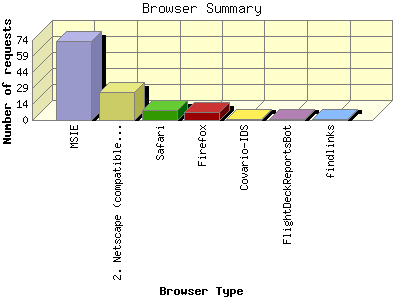 Browser Summary
Number of requests
74
59
44
29
14
0
MSIE
2. Netscape (compatible...
Safari
Firefox
Covario-IDS
FlightDeckReportsBot
findlinks
Browser Type